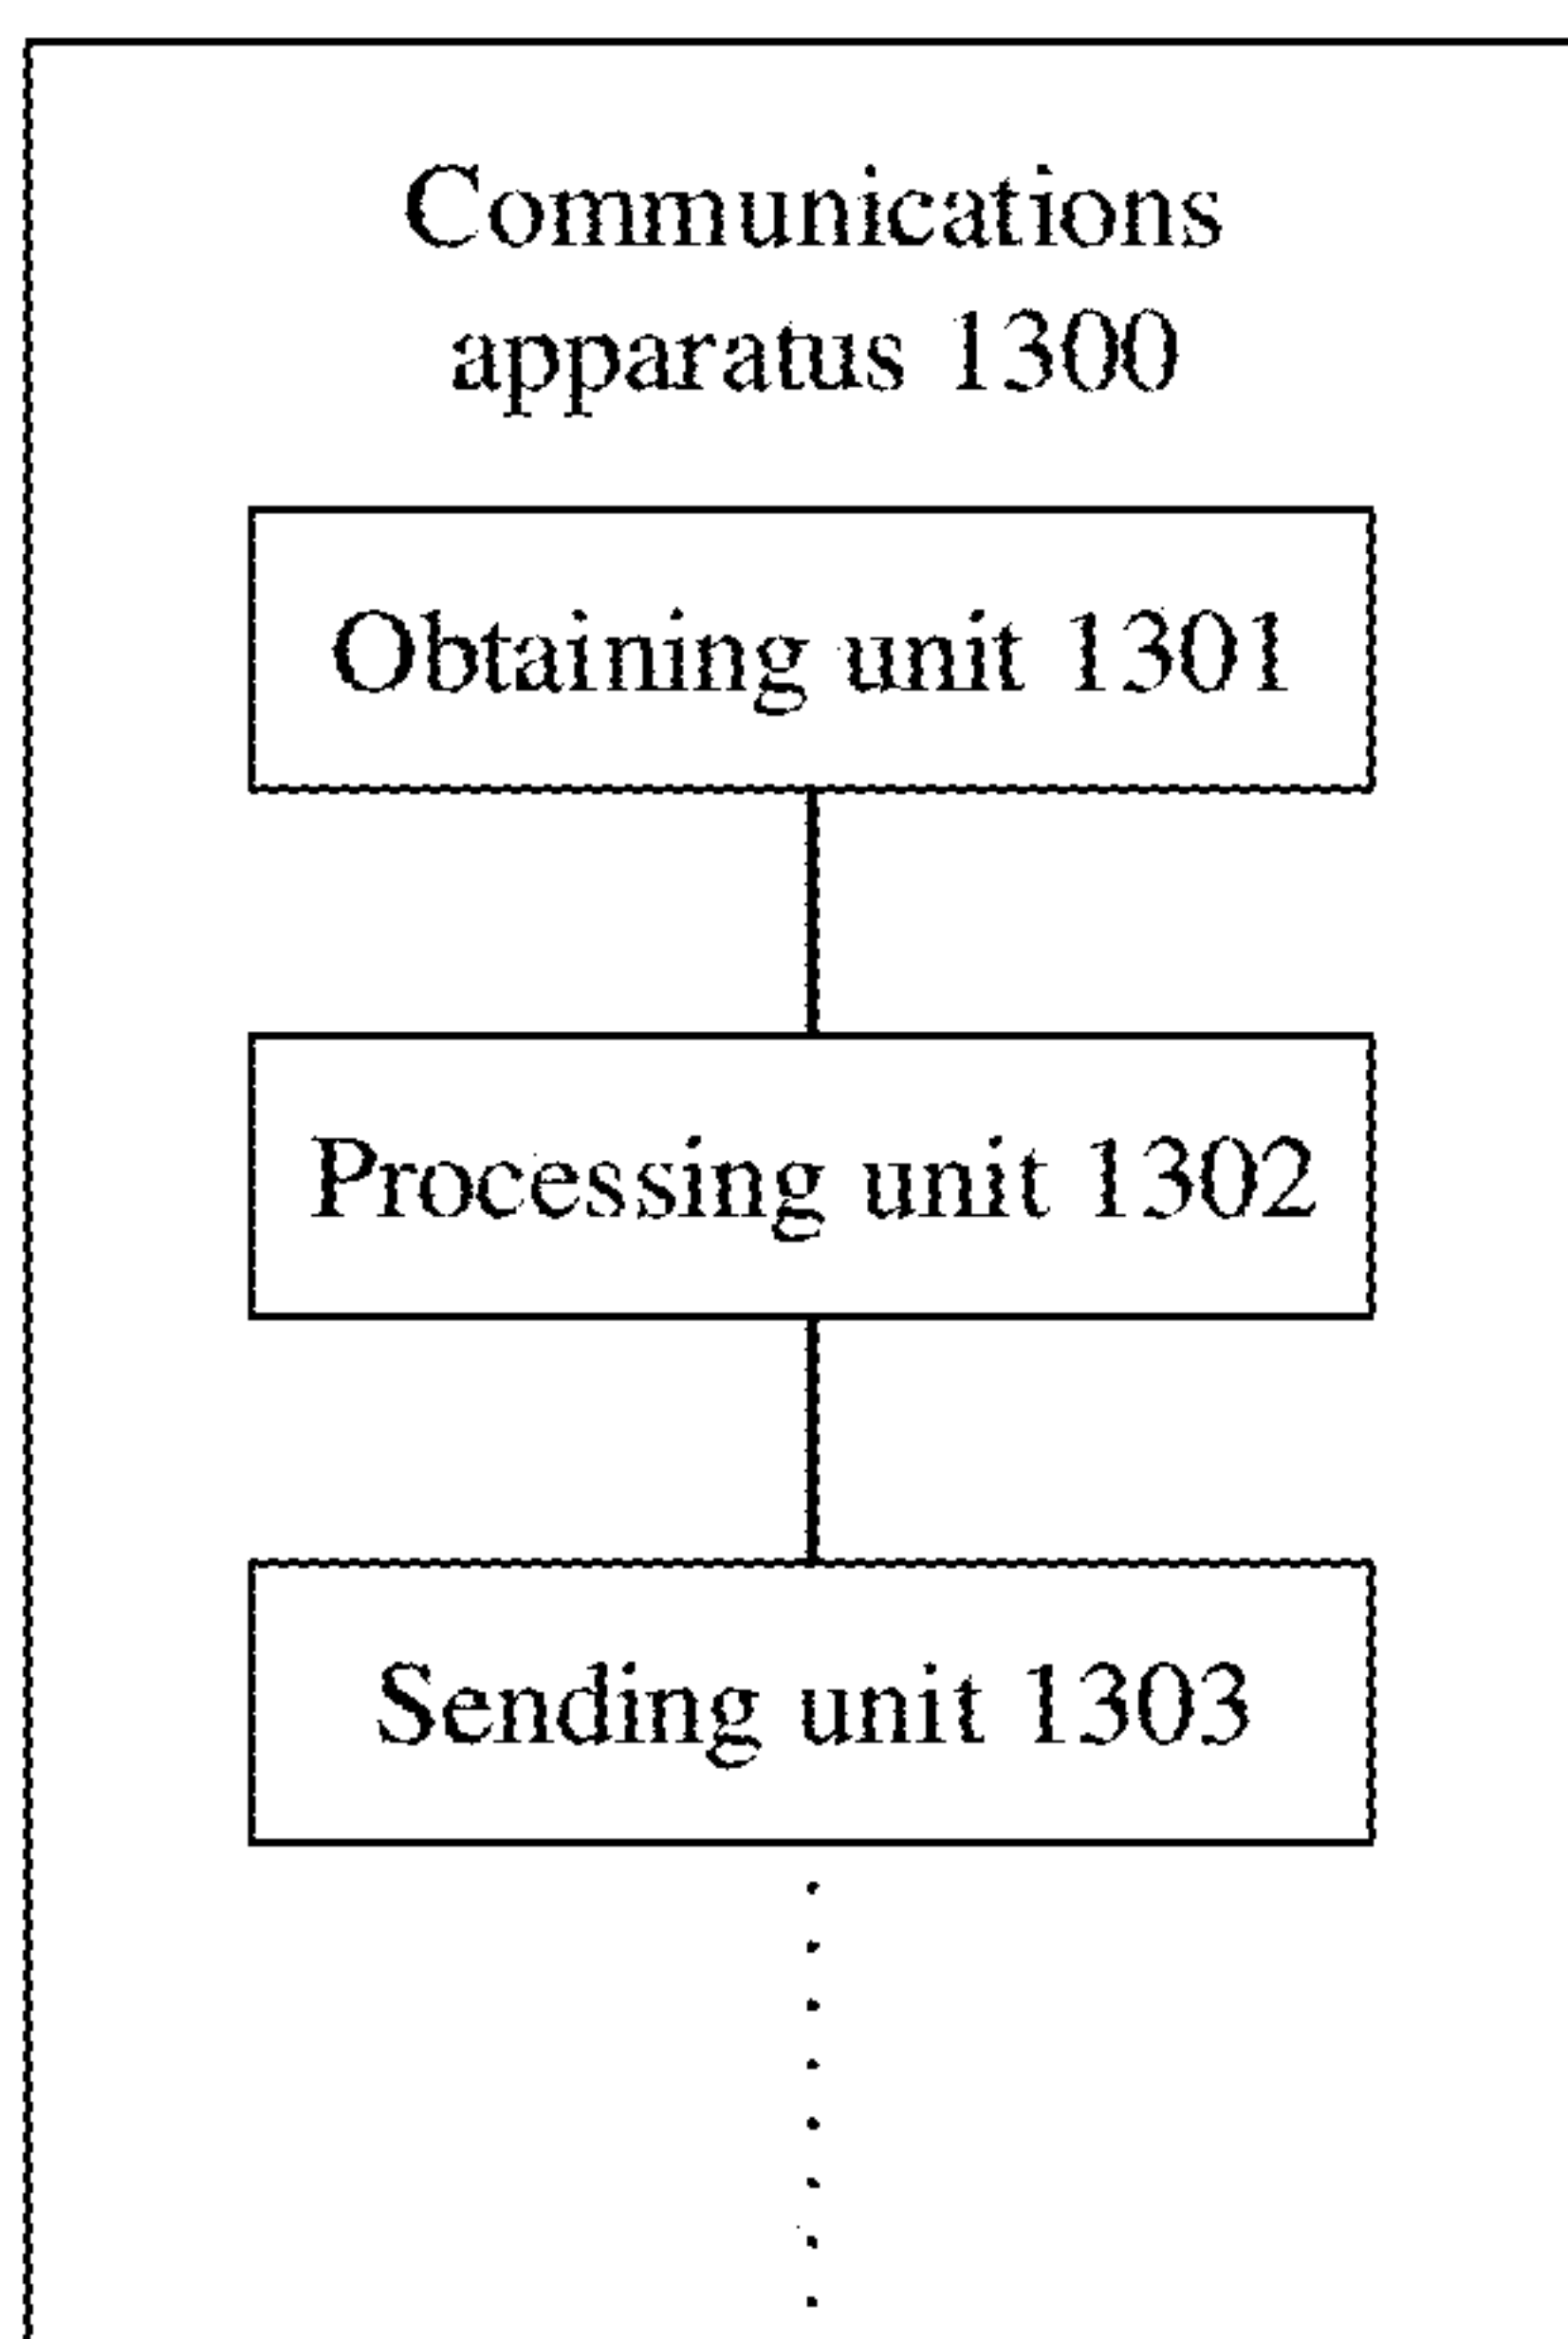 Communications
apparatus 1300
Obtaining unit 1301
Processing unit 1302
Sending unit 1303